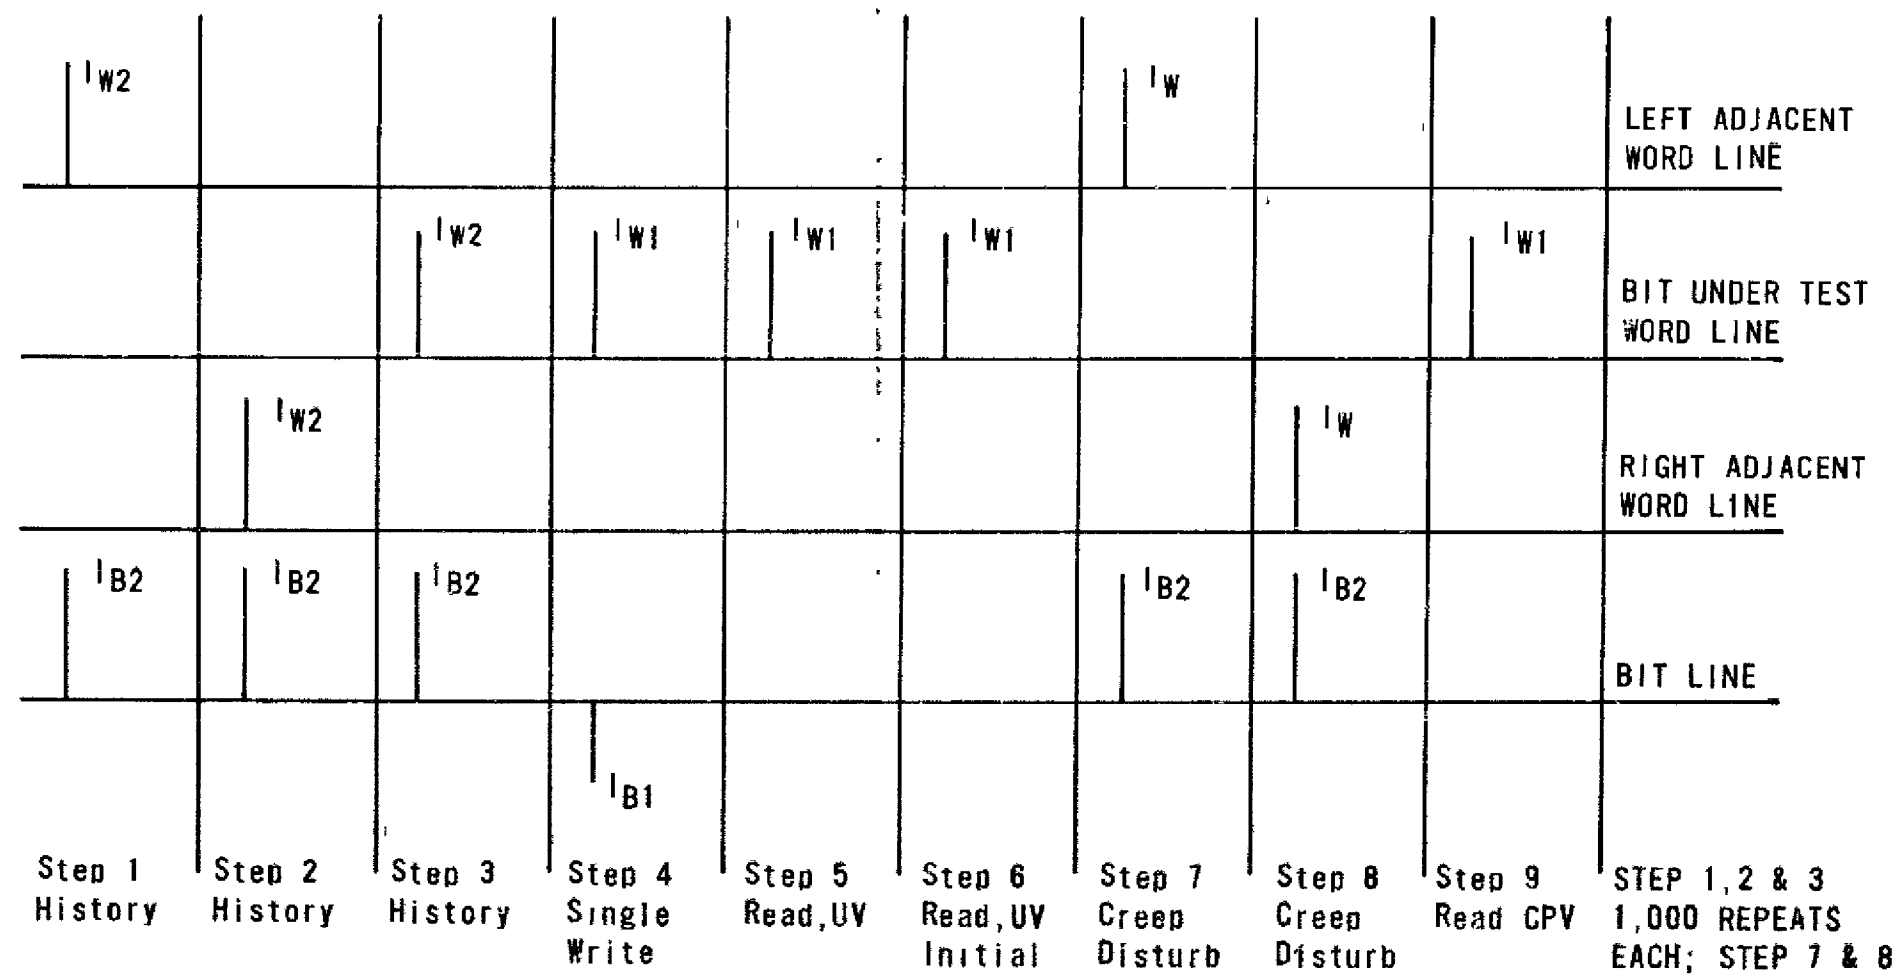 IW2
IW
LEFT ADJACENT
WORD LINE
IW2
IW1
IW1
IW1
IW1
BIT UNDER TEST
WORD LINE
IW2
IW
RIGHT ADJACENT
WORD LINE
IB2
IB2
IB2
IB2
IB2
BIT LINE
IB1
Step 1
History
Step 2
History
Step 3
History
Step 4
Single
Write
Step 5
Read,UV
Step 6
Read,UV
Initial
Step 7
Creep
Disturb
Step 8
Creep
Disturb
Step 9
Read CPV
STEP 1,2 & 3
1,000 REPEATS
EACH; STEP 7 & 8